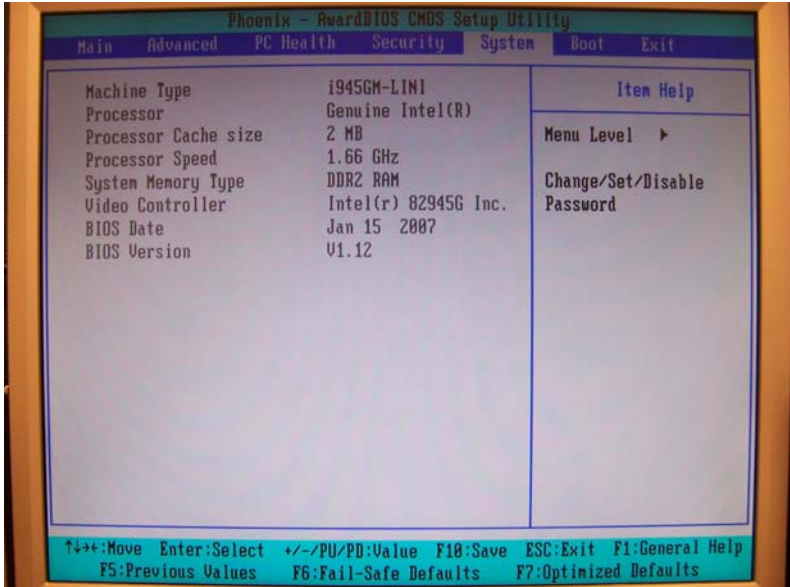 Phoenix - AwardBIOS CMOS Setup Utility
Main Advanced PC Health Security System Boot Exit
Machine Type i945GM-LINI
Processor Genuine Intel(R)
Processor Cache size 2 MB
Processor Speed 1.66 GHz
System Memory Type DDR2 RAM
Video Controller Intel(r) 82945G Inc.
BIOS Date Jan 15 2007
BIOS Version V1.12
Item Help
Menu Level ►
Change/Set/Disable
Password
↑↓→←:Move Enter:Select +/-/PU/PD:Value F10:Save ESC:Exit F1:General Help
F5:Previous Values F6:Fail-Safe Defaults F7:Optimized Defaults